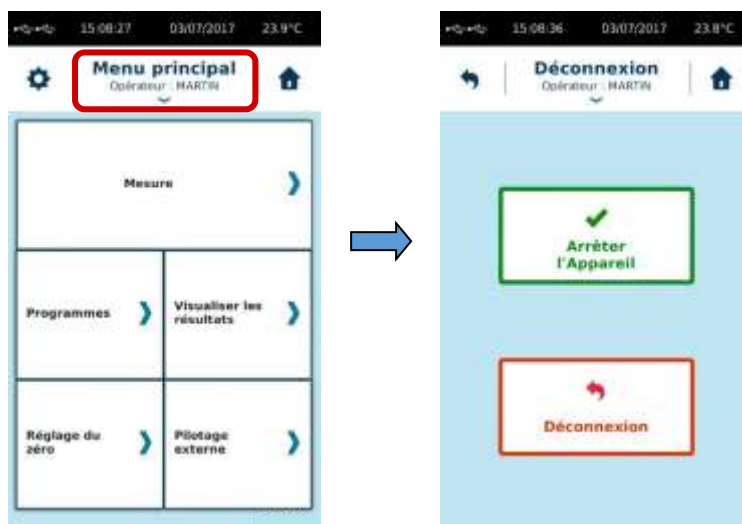 15:08:27 03/07/2017 23.9°C
Menu principal
Opérateur : MARTIN
Mesure
Programmes
Visualiser les
résultats
Réglage du
zéro
Pilotage
externe
15:08:36 03/07/2017 23.8°C
Déconnexion
Opérateur : MARTIN
Arrêter
l'Appareil
Déconnexion